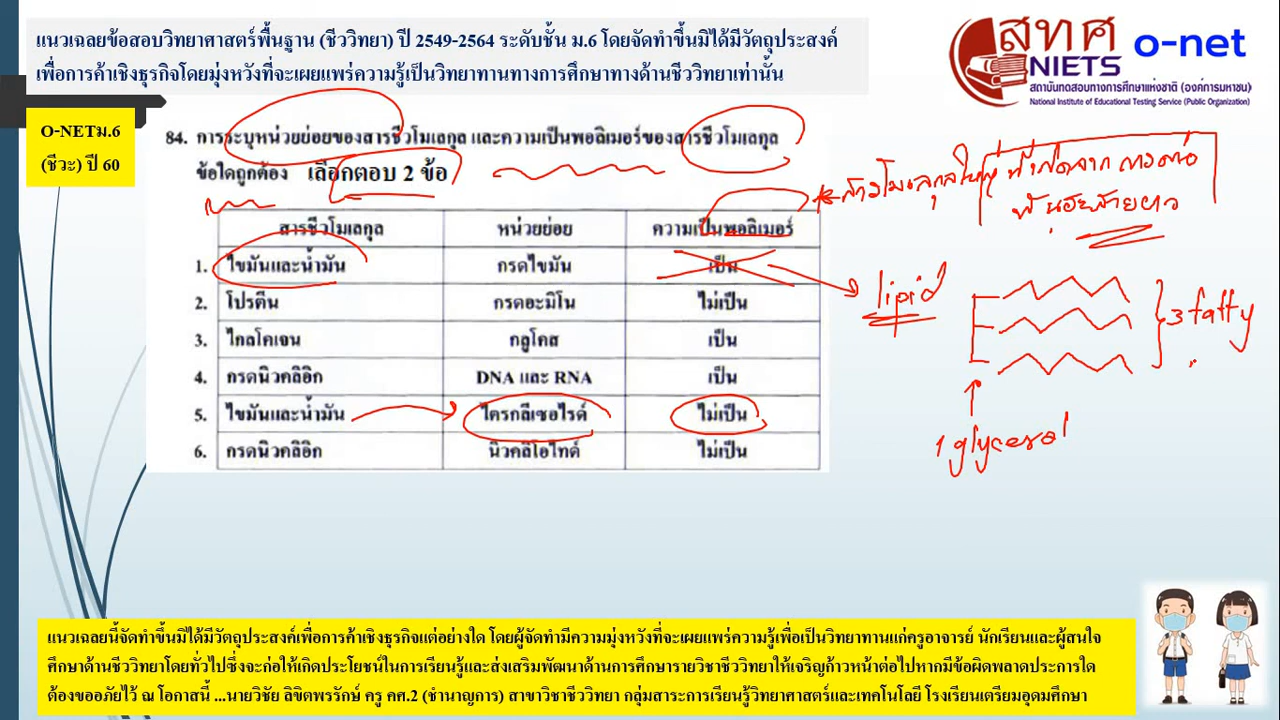 แนวเฉลยข้อสอบวิทยาศาสตร์พื้นฐาน (ชีววิทยา) ปี 2549-2564 ระดับชั้น ม.6 โดยจัดทำขึ้นมิได้มีวัตถุประสงค์
เพื่อการค้าเชิงธุรกิจโดยมุ่งหวังที่จะเผยแพร่ความรู้เป็นวิทยาทานทางการศึกษาทางด้านชีววิทยาเท่านั้น
สทศ
NIETS
o-net
สถาบันทดสอบทางการศึกษาแห่งชาติ (องค์การมหาชน)
National Institute of Educational Testing Service (Public Organization)
O-NETม.6
(ชีวะ) ปี 60
84. การระบุหน่วยย่อยของสารชีวโมเลกุล และความเป็นพอลิเมอร์ของสารชีวโมเลกุล
ข้อใดถูกต้อง เลือกตอบ 2 ข้อ
สารชีวโมเลกุล หน่วยย่อย ความเป็นพอลิเมอร์
1. ไขมันและน้ำมัน กรดไขมัน เป็น
2. โปรตีน กรดอะมิโน ไม่เป็น
3. ไกลโคเจน กลูโคส เป็น
4. กรดนิวคลิอิก DNA และ RNA เป็น
5. ไขมันและน้ำมัน ไตรกลีเซอไรด์ ไม่เป็น
6. กรดนิวคลิอิก นิวคลีโอไทด์ ไม่เป็น
สารโมเลกุลใหญ่ ที่เกิดจาก การต่อ
พันธะสายยาว
lipid
3 fatty
1 glycerol
แนวเฉลยนี้จัดทำขึ้นมิได้มีวัตถุประสงค์เพื่อการค้าเชิงธุรกิจแต่อย่างใด โดยผู้จัดทำมีความมุ่งหวังที่จะเผยแพร่ความรู้เพื่อเป็นวิทยาทานแก่ครูอาจารย์ นักเรียนและผู้สนใจ
ศึกษาด้านชีววิทยาโดยทั่วไปซึ่งจะก่อให้เกิดประโยชน์ในการเรียนรู้และส่งเสริมพัฒนาด้านการศึกษารายวิชาชีววิทยาให้เจริญก้าวหน้าต่อไปหากมีข้อผิดพลาดประการใด
ต้องขออภัยไว้ ณ โอกาสนี้ ...นายวิชัย ลิขิตพรรักษ์ ครู คศ.2 (ชำนาญการ) สาขาวิชาชีววิทยา กลุ่มสาระการเรียนรู้วิทยาศาสตร์และเทคโนโลยี โรงเรียนเตรียมอุดมศึกษา